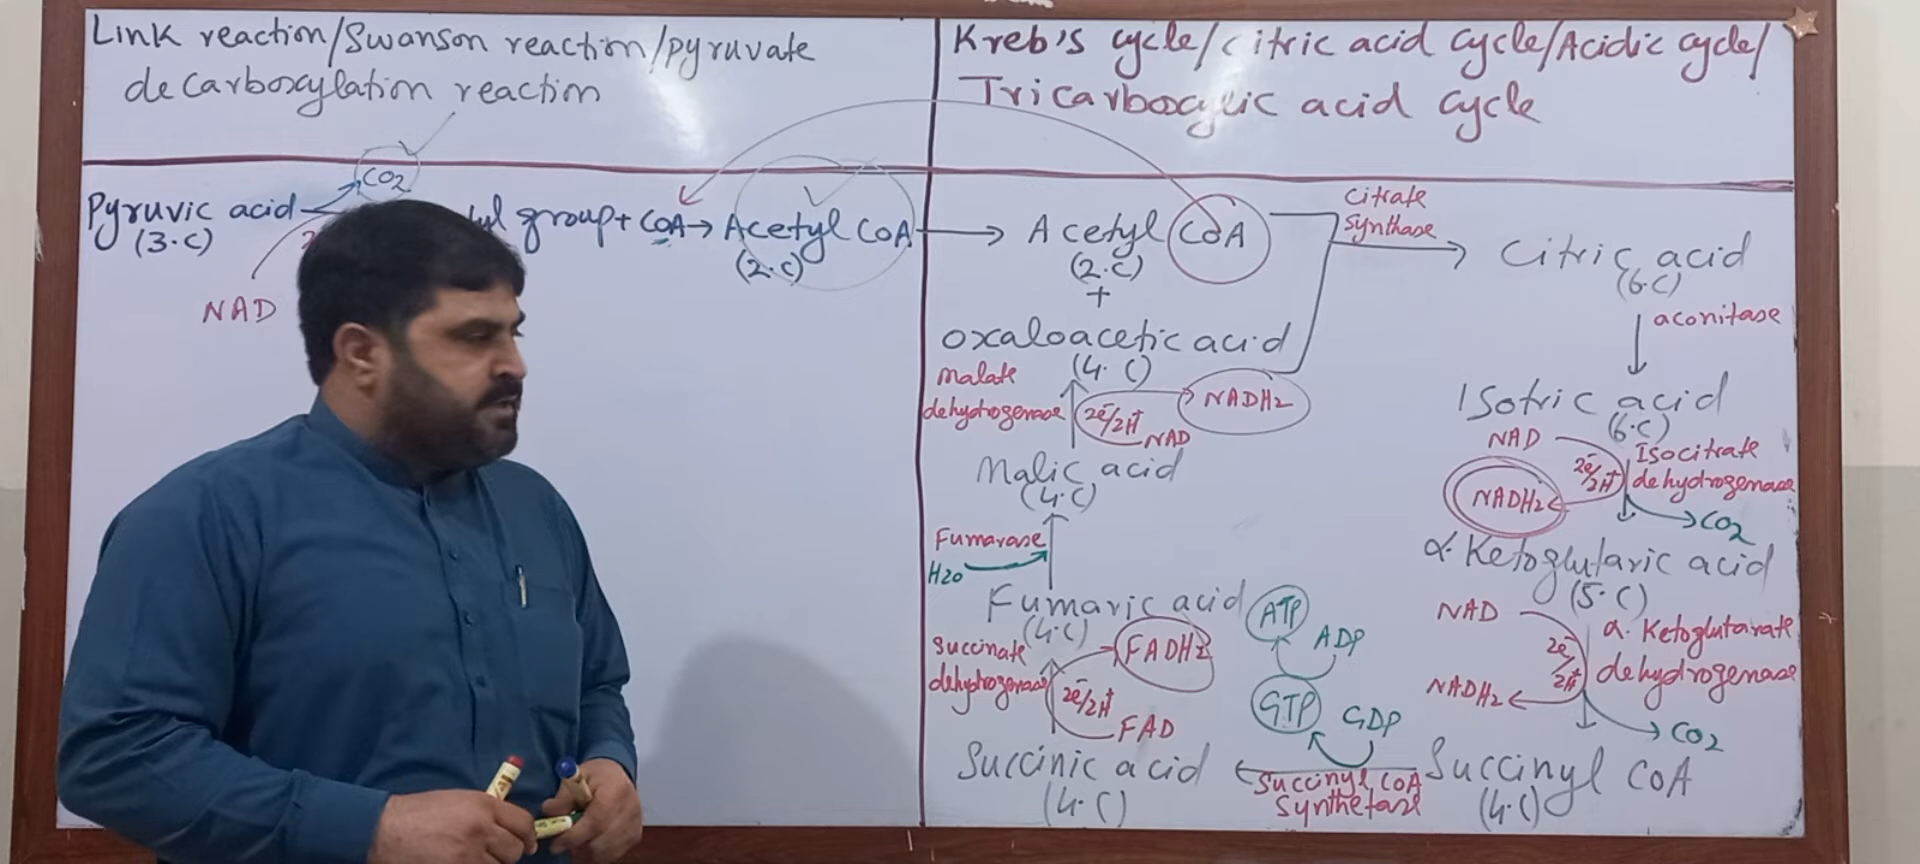 Link reaction/Swanson reaction/pyruvate
decarboxylation reaction
CO2
Pyruvic acid
(3.C)
NAD
group + COA → Acetyl COA
(2.C)
Kreb's cycle/citric acid cycle/Acidic cycle/
Tricarboxylic acid cycle
Acetyl COA
(2.C)
+
oxaloacetic acid
(4.C)
Citrate
Synthase
Citric acid
(6.C)
aconitase
Isotric acid
(6.C)
NAD
2e/2H+
NADH2
Isocitrate
dehydrogenase
CO2
α.Ketoglutaric acid
(5.C)
NAD
2e/2H+
NADH2
α.Ketoglutarate
dehydrogenase
CO2
Succinyl COA
(4.C)
Succinyl COA
Synthetase
GDP
GTP
ADP
ATP
Succinic acid
(4.C)
Succinate
dehydrogenase
2e/2H+
FAD
FADH2
Fumaric acid
(4.C)
Fumarase
H2O
Malic acid
(4.C)
Malate
dehydrogenase
2e/2H+
NAD
NADH2